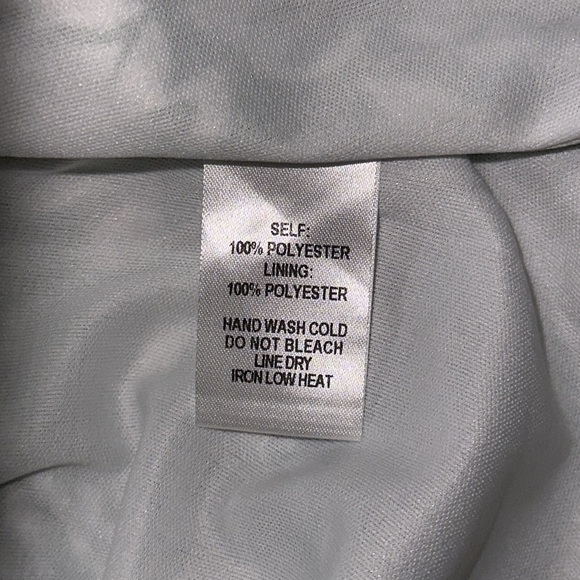 SELF:
100% POLYESTER
LINING:
100% POLYESTER
HAND WASH COLD
DO NOT BLEACH
LINE DRY
IRON LOW HEAT